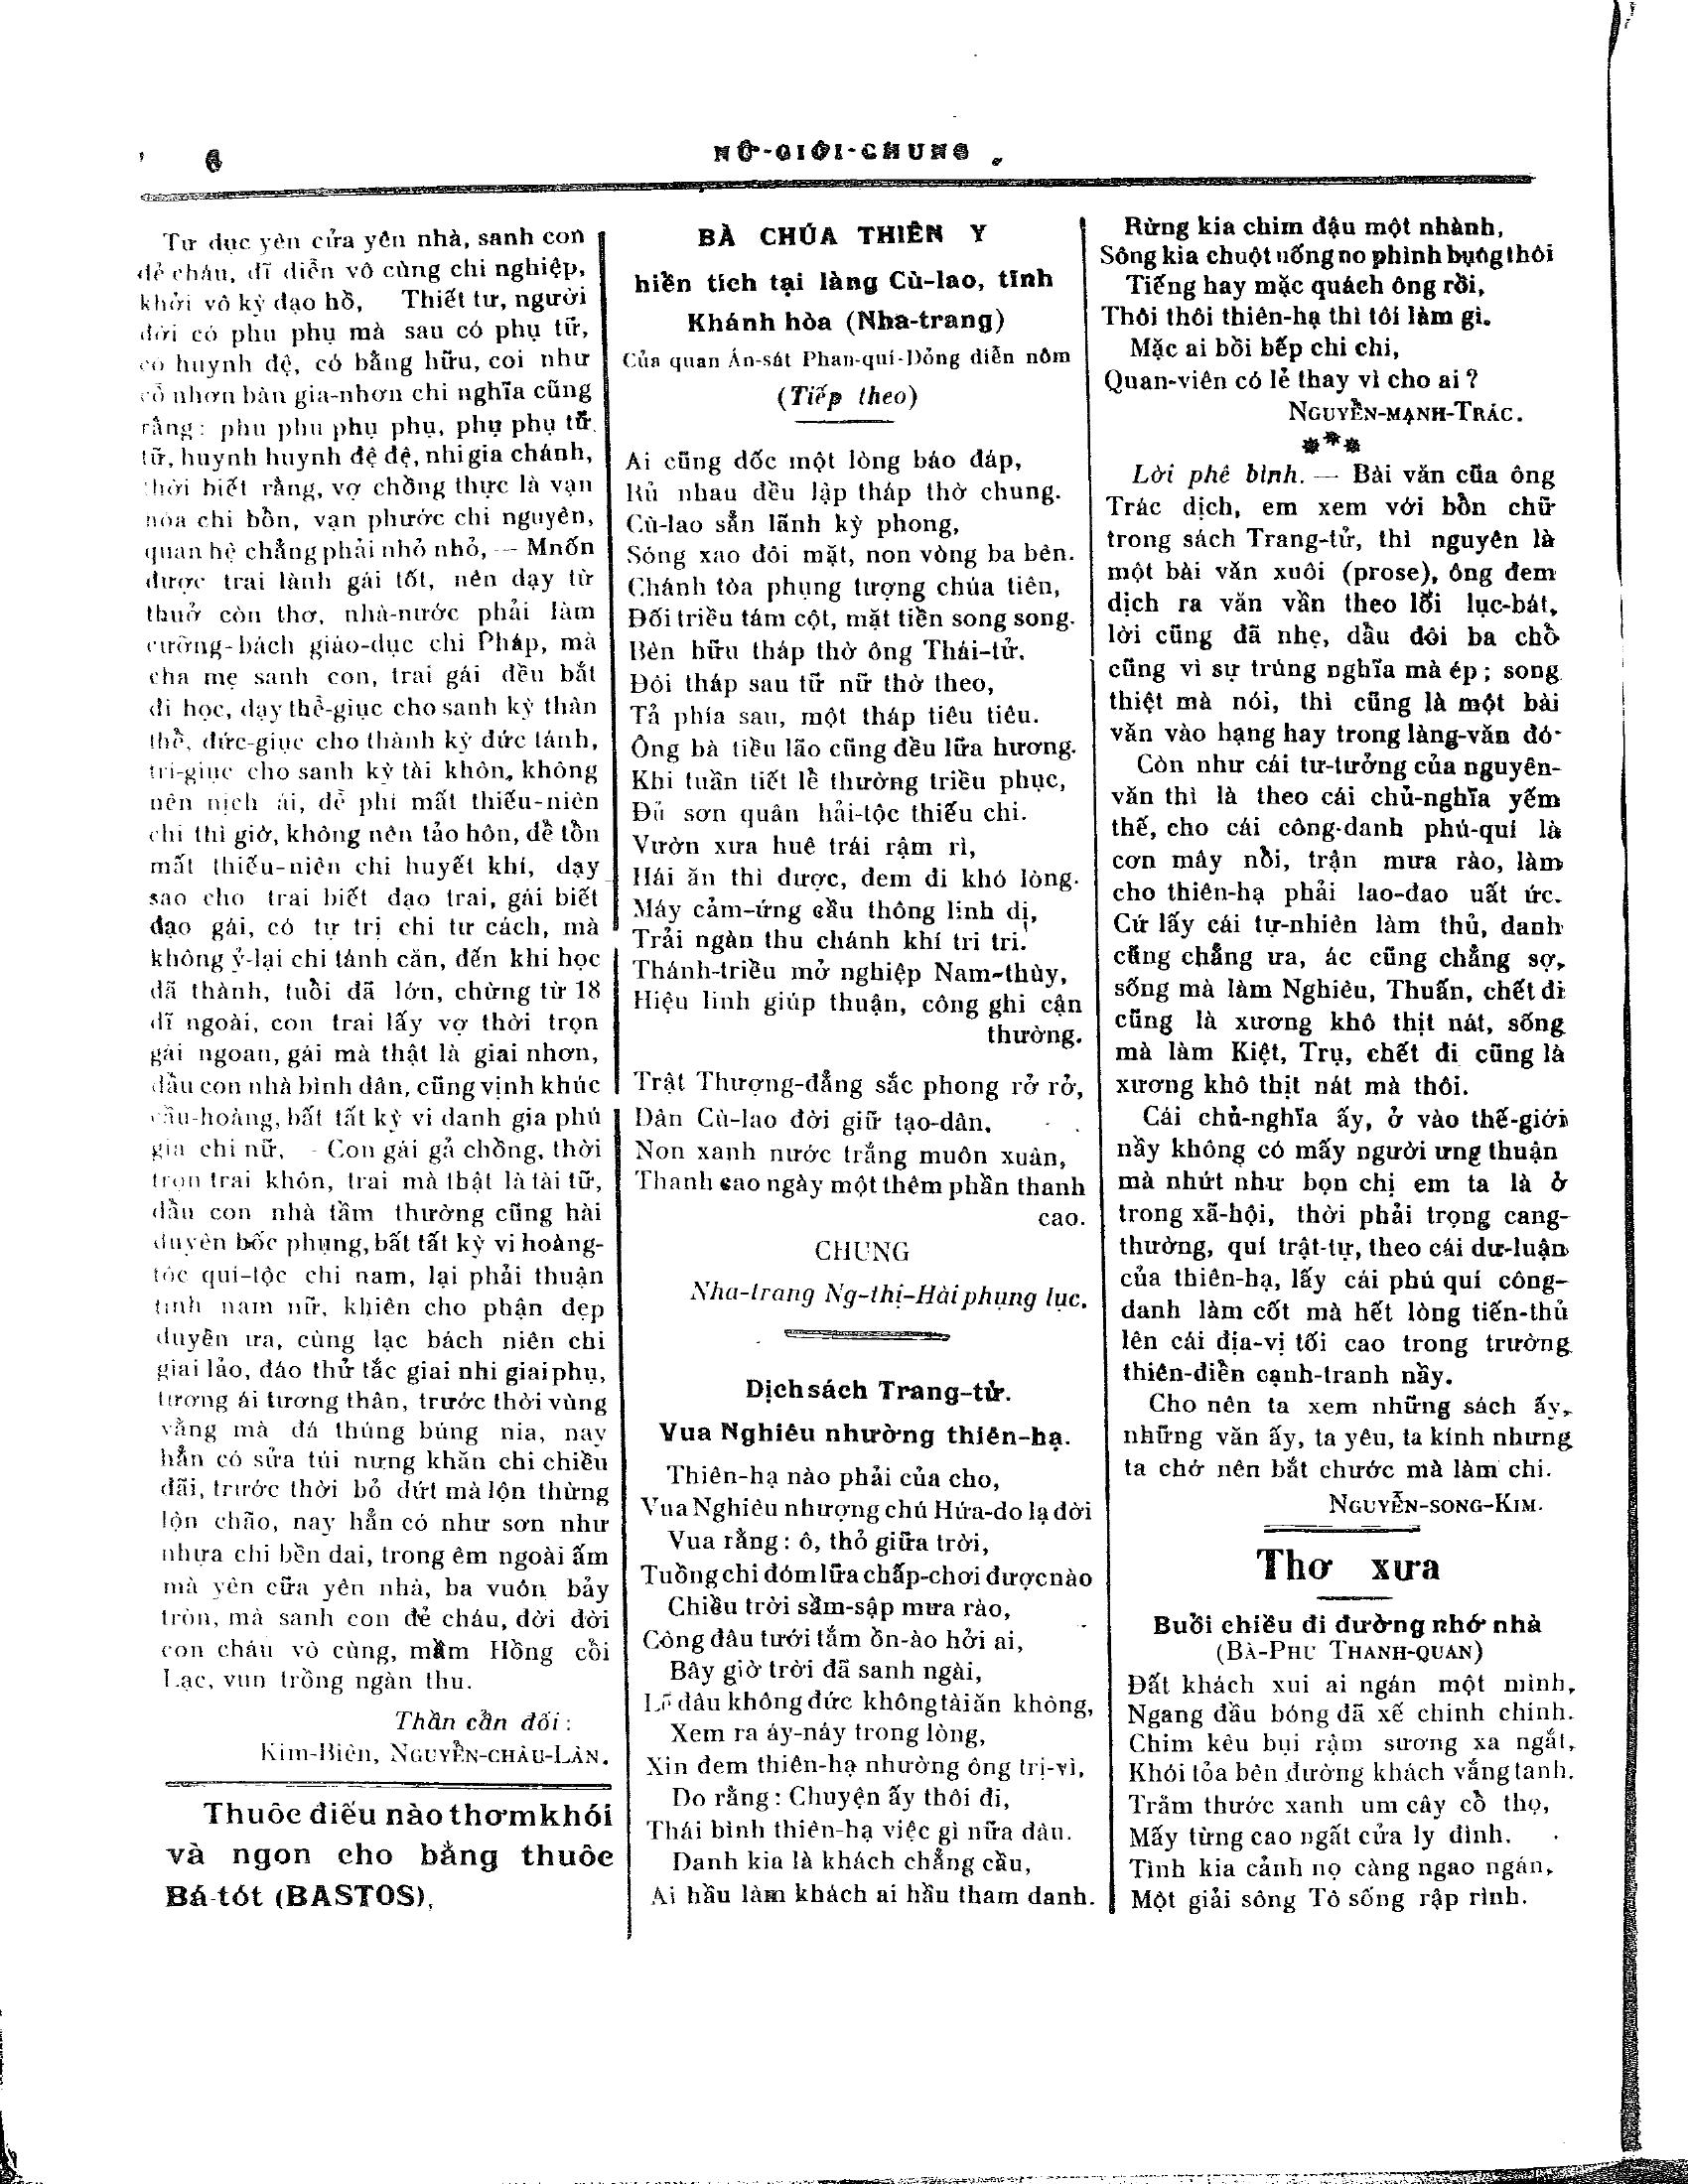 6
NỮ-GIỚI-CHUNG
Tư dục yên cửa yên nhà, sanh con
đẻ cháu, dĩ diễn vô cùng chi nghiệp,
khởi vô kỳ đạo hồ, Thiết tư, người
đời có phu phụ mà sau có phụ tữ,
có huynh đệ, có bằng hữu, coi như
cổ nhơn bàn gia-nhơn chi nghĩa cũng
rằng: phu phu phụ phụ, phụ phụ tữ
tữ, huynh huynh đệ đệ, nhi gia chánh,
thời biết rằng, vợ chồng thực là vạn
hóa chi bồn, vạn phước chi nguyên,
quan hệ chẳng phải nhỏ nhỏ, — Mnốn
được trai lành gái tốt, nên dạy từ
thuở còn thơ, nhà-nước phải làm
cưỡng-bách giáo-dục chi Pháp, mà
cha mẹ sanh con, trai gái đều bắt
đi học, dạy thể-giục cho sanh kỳ thân
thể, đức-giục cho thành kỳ đức tánh,
trí-giục cho sanh kỳ tài khôn, không
nên nịch ái, để phí mất thiếu-niên
chi thì giờ, không nên tảo hôn, để tổn
mất thiếu-niên chi huyết khí, dạy
sao cho trai biết đạo trai, gái biết
đạo gái, có tự trị chi tư cách, mà
không ỷ-lại chi tánh căn, đến khi học
đã thành, tuổi đã lớn, chừng từ 18
dĩ ngoài, con trai lấy vợ thời trọn
gái ngoan, gái mà thật là giai nhơn,
dầu con nhà bình dân, cũng vịnh khúc
cầu-hoàng, bất tất kỳ vi danh gia phú
gia chi nữ, - Con gái gả chồng, thời
trọn trai khôn, trai mà thật là tài tữ,
dầu con nhà tầm thường cũng hài
duyên bốc phụng, bất tất kỳ vi hoàng-
tộc quí-tộc chi nam, lại phải thuận
tình nam nữ, khiên cho phận đẹp
duyên ưa, cùng lạc bách niên chi
giai lảo, đáo thử tắc giai nhi giai phụ,
tương ái tương thân, trước thời vùng
vằng mà đá thúng búng nia, nay
hẳn có sửa túi nưng khăn chi chiều
đãi, trước thời bỏ dứt mà lộn thừng
lộn chão, nay hẳn có như sơn như
nhựa chi bền dai, trong êm ngoài ấm
mà yên cữa yên nhà, ba vuôn bảy
tròn, mà sanh con đẻ cháu, đời đời
con cháu vô cùng, mầm Hồng cồi
Lạc, vun trồng ngàn thu.
Thần cẩn đối:
Kim-Biên, NGUYỄN-CHÂU-LÂN.
Thuôc điếu nào thơm khói
và ngon cho bằng thuôc
Bá-tót (BASTOS),
BÀ CHÚA THIÊN Y
hiển tích tại làng Cù-lao, tĩnh
Khánh hòa (Nha-trang)
Của quan Án-sát Phan-quí-Dỏng diễn nôm
(Tiếp theo)
Ai cũng dốc một lòng báo đáp,
Rủ nhau đều lập tháp thờ chung.
Cù-lao sẳn lãnh kỳ phong,
Sóng xao đôi mặt, non vòng ba bên.
Chánh tòa phụng tượng chúa tiên,
Đối triều tám cột, mặt tiền song song.
Bên hữu tháp thờ ông Thái-tử,
Đôi tháp sau tữ nữ thờ theo,
Tả phía sau, một tháp tiêu tiêu.
Ông bà tiều lão cũng đều lữa hương.
Khi tuần tiết lể thường triều phục,
Đủ sơn quân hải-tộc thiếu chi.
Vườn xưa huê trái rậm rì,
Hái ăn thì được, đem đi khó lòng.
Máy cảm-ứng cầu thông linh dị,
Trải ngàn thu chánh khí tri tri.
Thánh-triều mở nghiệp Nam-thùy,
Hiệu linh giúp thuận, công ghi cận
thường.
Trật Thượng-đẳng sắc phong rở rở,
Dân Cù-lao đời giữ tạo-dân.
Non xanh nước trắng muôn xuân,
Thanh cao ngày một thêm phần thanh
cao.
CHUNG
Nha-trang Ng-thị-Hài phụng lục.
Dịch sách Trang-tử.
Vua Nghiêu nhường thiên-hạ.
Thiên-hạ nào phải của cho,
Vua Nghiêu nhượng chú Hứa-do lạ đời
Vua rằng: ô, thỏ giữa trời,
Tuồng chi đóm lữa chấp-chơi được nào
Chiều trời sầm-sập mưa rào,
Công đâu tưới tắm ồn-ào hởi ai,
Bây giờ trời đã sanh ngài,
Lẽ đâu không đức không tài ăn không,
Xem ra áy-náy trong lòng,
Xin đem thiên-hạ nhường ông trị-vì,
Do rằng: Chuyện ấy thôi đi,
Thái bình thiên-hạ việc gì nữa đâu.
Danh kia là khách chẳng cầu,
Ai hầu làm khách ai hầu tham danh.
Rừng kia chim đậu một nhành,
Sông kia chuột uống no phình bụng thôi
Tiếng hay mặc quách ông rồi,
Thôi thôi thiên-hạ thì tôi làm gì.
Mặc ai bồi bếp chi chi,
Quan-viên có lẻ thay vì cho ai?
NGUYỄN-MẠNH-TRÁC.
***
Lời phê bình. — Bài văn của ông
Trác dịch, em xem với bổn chữ
trong sách Trang-tử, thì nguyên là
một bài văn xuôi (prose), ông đem
dịch ra văn vần theo lối lục-bát,
lời cũng đã nhẹ, dầu đôi ba chỗ
cũng vì sự trúng nghĩa mà ép; song
thiệt mà nói, thì cũng là một bài
văn vào hạng hay trong làng-văn đó.
Còn như cái tư-tưởng của nguyên-
văn thì là theo cái chủ-nghĩa yếm
thế, cho cái công-danh phú-quí là
cơn mây nồi, trận mưa rào, làm
cho thiên-hạ phải lao-đao uất ức.
Cứ lấy cái tự-nhiên làm thủ, danh
cũng chẳng ưa, ác cũng chẳng sợ,
sống mà làm Nghiêu, Thuấn, chết đi
cũng là xương khô thịt nát, sống
mà làm Kiệt, Trụ, chết đi cũng là
xương khô thịt nát mà thôi.
Cái chủ-nghĩa ấy, ở vào thế-giới
nầy không có mấy người ưng thuận
mà nhứt như bọn chị em ta là ở
trong xã-hội, thời phải trọng cang-
thường, quí trật-tự, theo cái dư-luận
của thiên-hạ, lấy cái phú quí công-
danh làm cốt mà hết lòng tiến-thủ
lên cái địa-vị tối cao trong trường
thiên-diễn cạnh-tranh nầy.
Cho nên ta xem những sách ấy,
những văn ấy, ta yêu, ta kính nhưng
ta chớ nên bắt chước mà làm chi.
NGUYỄN-SONG-KIM.
Thơ xưa
Buổi chiều đi đường nhớ nhà
(BÀ-PHU THANH-QUAN)
Đất khách xui ai ngán một mình,
Ngang đầu bóng đã xế chinh chinh.
Chim kêu bụi rậm sương xa ngắt,
Khói tỏa bên đường khách vắng tanh.
Trăm thước xanh um cây cổ thọ,
Mấy từng cao ngất cửa ly đình.
Tình kia cảnh nọ càng ngao ngán,
Một giải sông Tô sống rập rình.